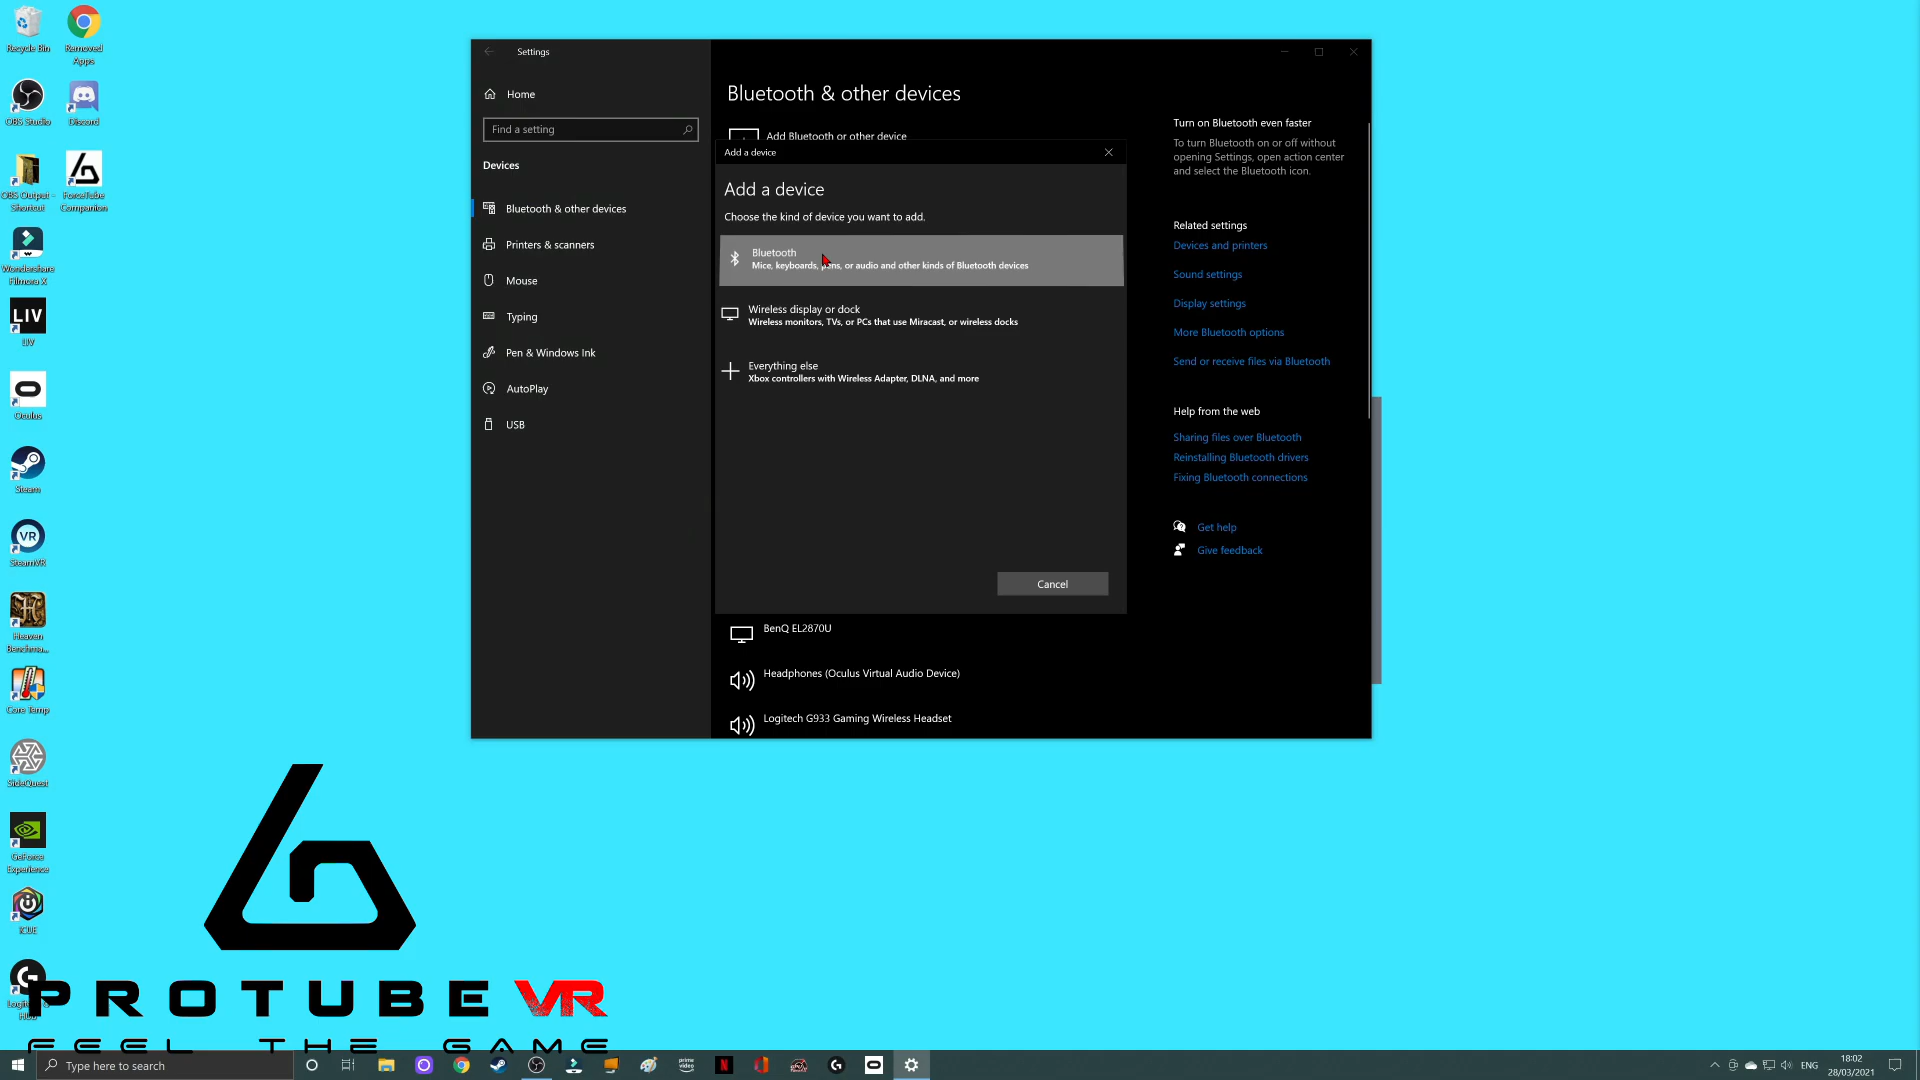 Recycle Bin
Removed Apps
OBS Studio
Discord
OBS Output - Shortcut
ForceTube Companion
Wondershare Filmora X
LIV
LIV
Oculus
Steam
VR
SteamVR
Heaven Benchma...
Core Temp
SideQuest
GeForce Experience
iCUE
Settings
Home
Find a setting
Devices
Bluetooth & other devices
Printers & scanners
Mouse
Typing
Pen & Windows Ink
AutoPlay
USB
Bluetooth & other devices
Add Bluetooth or other device
Add a device
Add a device
Choose the kind of device you want to add.
Bluetooth
Mice, keyboards, pens, or audio and other kinds of Bluetooth devices
Wireless display or dock
Wireless monitors, TVs, or PCs that use Miracast, or wireless docks
Everything else
Xbox controllers with Wireless Adapter, DLNA, and more
Cancel
BenQ EL2870U
Headphones (Oculus Virtual Audio Device)
Logitech G933 Gaming Wireless Headset
Turn on Bluetooth even faster
To turn Bluetooth on or off without
opening Settings, open action center
and select the Bluetooth icon.
Related settings
Devices and printers
Sound settings
Display settings
More Bluetooth options
Send or receive files via Bluetooth
Help from the web
Sharing files over Bluetooth
Reinstalling Bluetooth drivers
Fixing Bluetooth connections
Get help
Give feedback
PROTUBE VR
FEEL THE GAME
Type here to search
prime video
N
ENG
18:02
28/03/2021